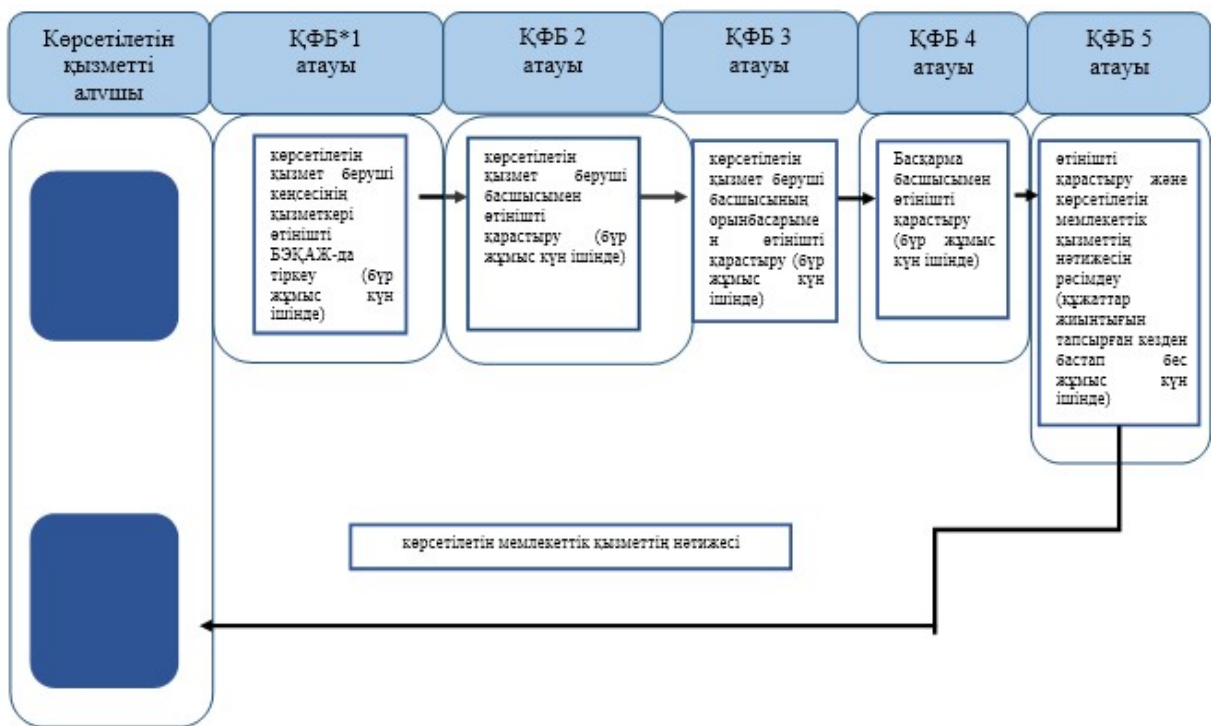 Көрсетілетін
қызметті
алушы
ҚФБ*1
атауы
ҚФБ 2
атауы
ҚФБ 3
атауы
ҚФБ 4
атауы
ҚФБ 5
атауы
көрсетілетін
қызмет беруші
кеңсесінің
қызметкері
өтінішті
БЭҚАЖ-да
тіркеу (бүр
жұмыс күн
ішінде)
көрсетілетін
қызмет беруші
басшысымен
өтінішті
қарастыру (бүр
жұмыс күн ішінде)
көрсетілетін
қызмет беруші
басшысының
орынбасарыме
н өтінішті
қарастыру (бүр
жұмыс күн
ішінде)
Басқарма
басшысымен
өтінішті
қарастыру
(бүр жұмыс
күн ішінде)
өтінішті
қарастыру және
көрсетілетін
мемлекеттік
қызметтің
нәтижесін
рәсімдеу
(құжаттар
жиынтығын
тапсырған кезден
бастап бес
жұмыс күн
ішінде)
көрсетілетін мемлекеттік қызметтің нәтижесі